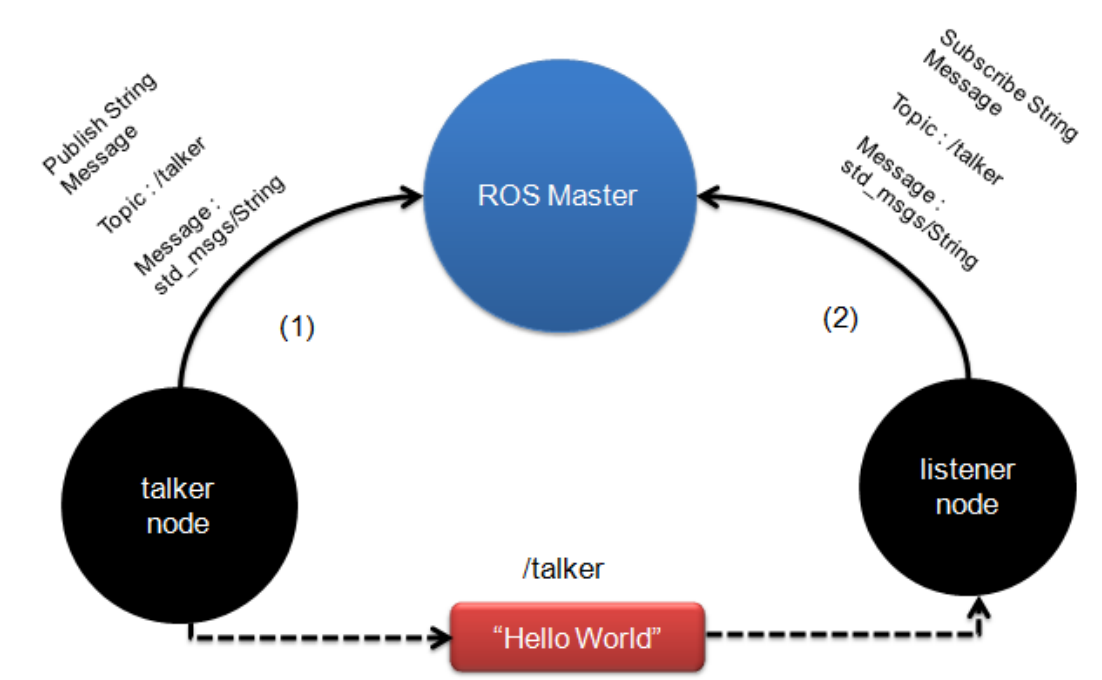 Publish String
Message
Topic : /talker
Message :
std_msgs/String
ROS Master
Subscribe String
Message
Topic : /talker
Message :
std_msgs/String
(1)
(2)
talker
node
listener
node
/talker
“Hello World”